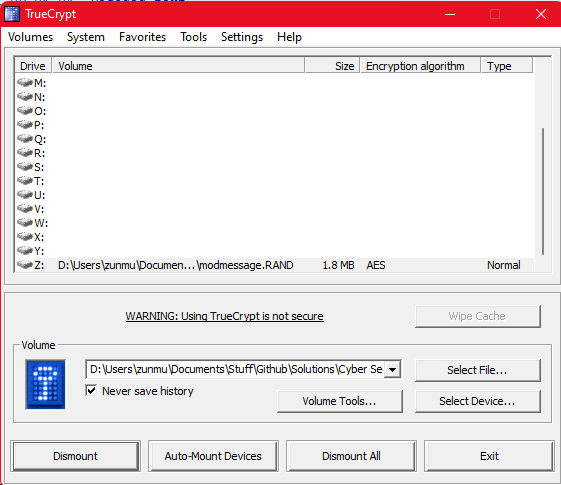 TrueCrypt
Volumes System Favorites Tools Settings Help
Drive Volume Size Encryption algorithm Type
M:
N:
O:
P:
Q:
R:
S:
T:
U:
V:
W:
X:
Y:
Z: D:\Users\zunmu\Documen...\modmessage.RAND 1.8 MB AES Normal
WARNING: Using TrueCrypt is not secure Wipe Cache
Volume
D:\Users\zunmu\Documents\Stuff\Github\Solutions\Cyber Se Select File...
Never save history
Volume Tools... Select Device...
Dismount Auto-Mount Devices Dismount All Exit